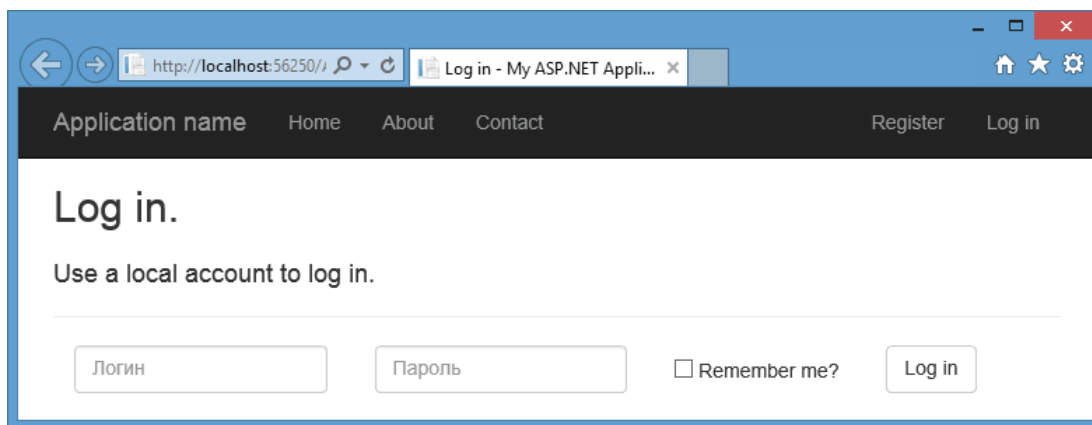 http://localhost:56250//
Log in - My ASP.NET Appli...
Application name Home About Contact Register Log in
Log in.
Use a local account to log in.
Логин Пароль Remember me? Log in